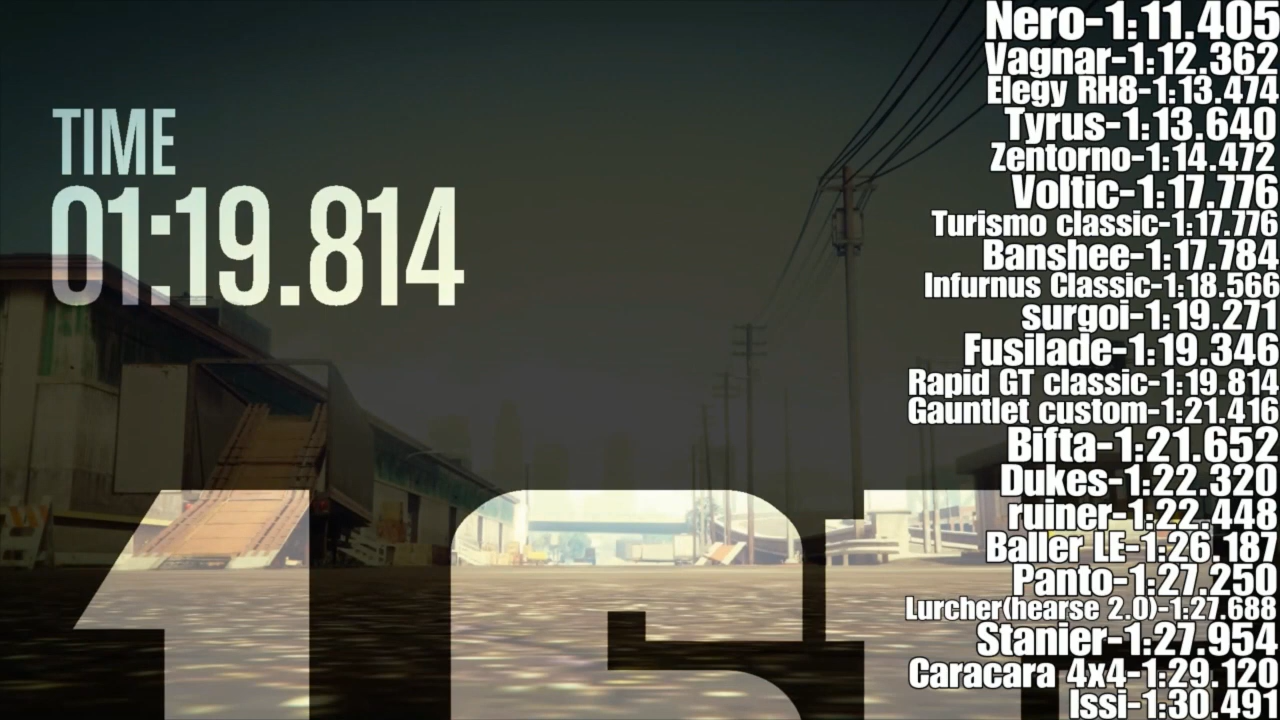 TIME
01:19.814
1ST
Nero-1:11.405
Vagnar-1:12.362
Elegy RH8-1:13.474
Tyrus-1:13.640
Zentorno-1:14.472
Voltic-1:17.776
Turismo classic-1:17.776
Banshee-1:17.784
Infurnus Classic-1:18.566
surgoi-1:19.271
Fusilade-1:19.346
Rapid GT classic-1:19.814
Gauntlet custom-1:21.416
Bifta-1:21.652
Dukes-1:22.320
ruiner-1:22.448
Baller LE-1:26.187
Panto-1:27.250
Lurcher(hearse 2.0)-1:27.688
Stanier-1:27.954
Caracara 4x4-1:29.120
Issi-1:30.491